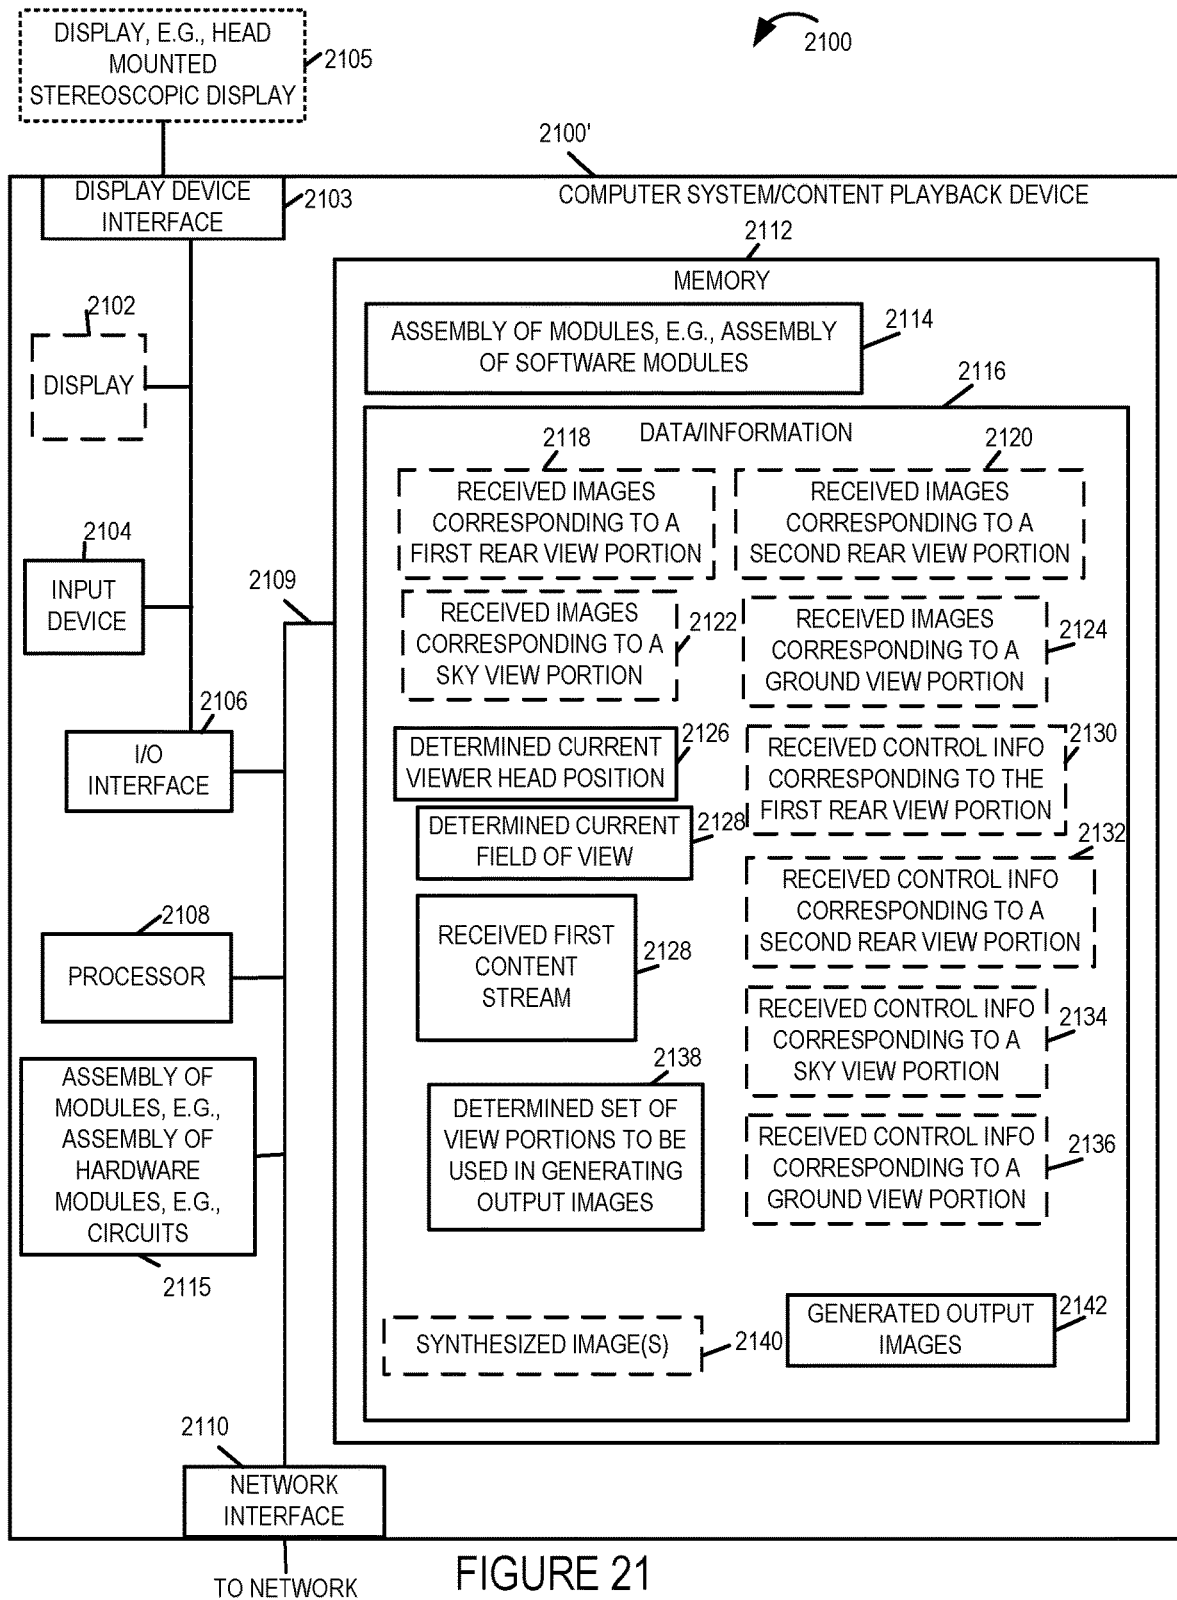 DISPLAY, E.G., HEAD
MOUNTED
STEREOSCOPIC DISPLAY
2105
2100
2100'
COMPUTER SYSTEM/CONTENT PLAYBACK DEVICE
DISPLAY DEVICE
INTERFACE
2103
2102
DISPLAY
2104
INPUT
DEVICE
2106
I/O
INTERFACE
2109
2108
PROCESSOR
ASSEMBLY OF
MODULES, E.G.,
ASSEMBLY OF
HARDWARE
MODULES, E.G.,
CIRCUITS
2115
2110
NETWORK
INTERFACE
TO NETWORK
2112
MEMORY
ASSEMBLY OF MODULES, E.G., ASSEMBLY
OF SOFTWARE MODULES
2114
2116
DATA/INFORMATION
2118
RECEIVED IMAGES
CORRESPONDING TO A
FIRST REAR VIEW PORTION
2120
RECEIVED IMAGES
CORRESPONDING TO A
SECOND REAR VIEW PORTION
RECEIVED IMAGES
CORRESPONDING TO A
SKY VIEW PORTION
2122
RECEIVED IMAGES
CORRESPONDING TO A
GROUND VIEW PORTION
2124
DETERMINED CURRENT
VIEWER HEAD POSITION
2126
RECEIVED CONTROL INFO
CORRESPONDING TO THE
FIRST REAR VIEW PORTION
2130
DETERMINED CURRENT
FIELD OF VIEW
2128
2132
RECEIVED CONTROL INFO
CORRESPONDING TO A
SECOND REAR VIEW PORTION
RECEIVED FIRST
CONTENT
STREAM
2128
RECEIVED CONTROL INFO
CORRESPONDING TO A
SKY VIEW PORTION
2134
2138
DETERMINED SET OF
VIEW PORTIONS TO BE
USED IN GENERATING
OUTPUT IMAGES
RECEIVED CONTROL INFO
CORRESPONDING TO A
GROUND VIEW PORTION
2136
SYNTHESIZED IMAGE(S)
2140
GENERATED OUTPUT
IMAGES
2142
FIGURE 21